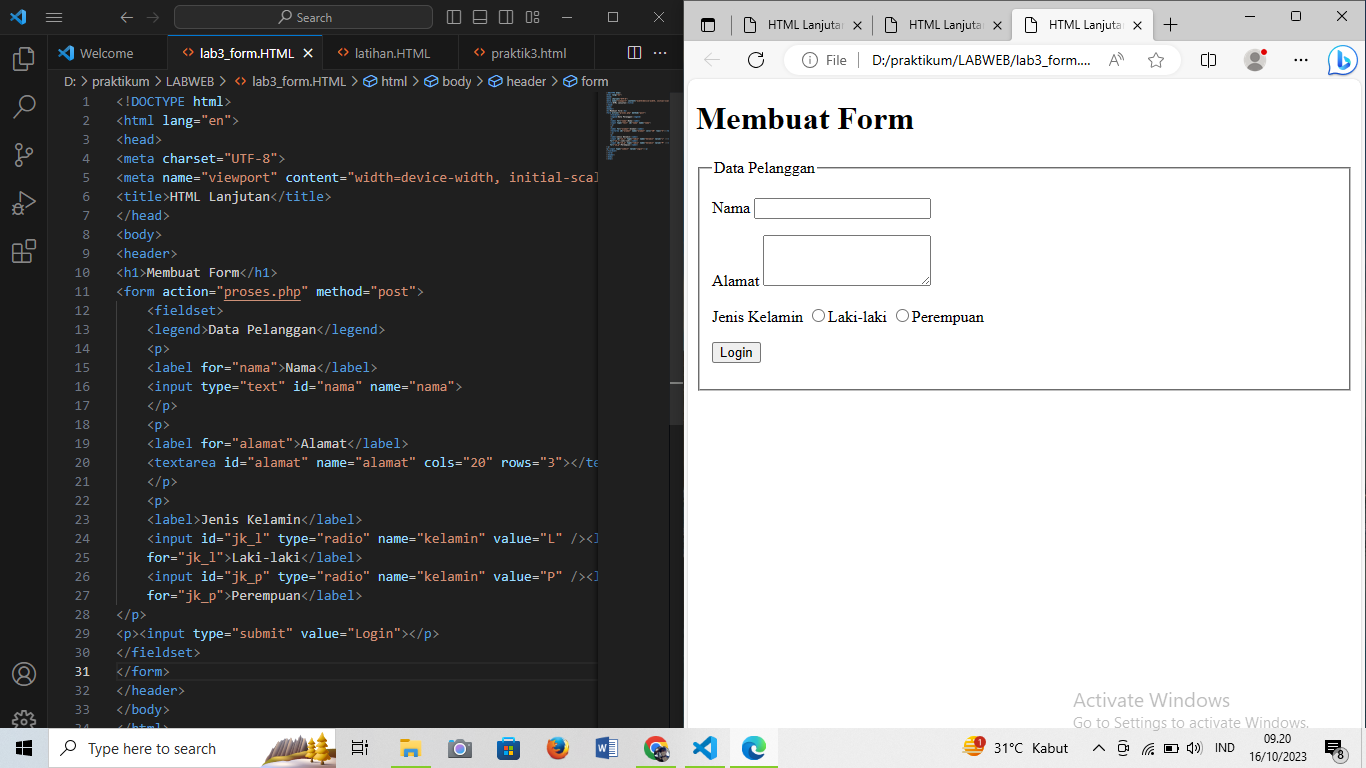 Search
Welcome
lab3_form.HTML
latihan.HTML
praktik3.html
D: > praktikum > LABWEB > lab3_form.HTML > html > body > header > form
1 <!DOCTYPE html>
2 <html lang="en">
3 <head>
4 <meta charset="UTF-8">
5 <meta name="viewport" content="width=device-width, initial-scal
6 <title>HTML Lanjutan</title>
7 </head>
8 <body>
9 <header>
10 <h1>Membuat Form</h1>
11 <form action="proses.php" method="post">
12 <fieldset>
13 <legend>Data Pelanggan</legend>
14 <p>
15 <label for="nama">Nama</label>
16 <input type="text" id="nama" name="nama">
17 </p>
18 <p>
19 <label for="alamat">Alamat</label>
20 <textarea id="alamat" name="alamat" cols="20" rows="3"></te
21 </p>
22 <p>
23 <label>Jenis Kelamin</label>
24 <input id="jk_l" type="radio" name="kelamin" value="L" /><l
25 for="jk_l">Laki-laki</label>
26 <input id="jk_p" type="radio" name="kelamin" value="P" /><l
27 for="jk_p">Perempuan</label>
28 </p>
29 <p><input type="submit" value="Login"></p>
30 </fieldset>
31 </form>
32 </header>
33 </body>
34 </html>
HTML Lanjuta
HTML Lanjuta
HTML Lanjuta
File
D:/praktikum/LABWEB/lab3_form....
Membuat Form
Data Pelanggan
Nama
Alamat
Jenis Kelamin Laki-laki Perempuan
Login
Activate Windows
Go to Settings to activate Windows.
Type here to search
1
31°C Kabut
IND
09.20
16/10/2023
8